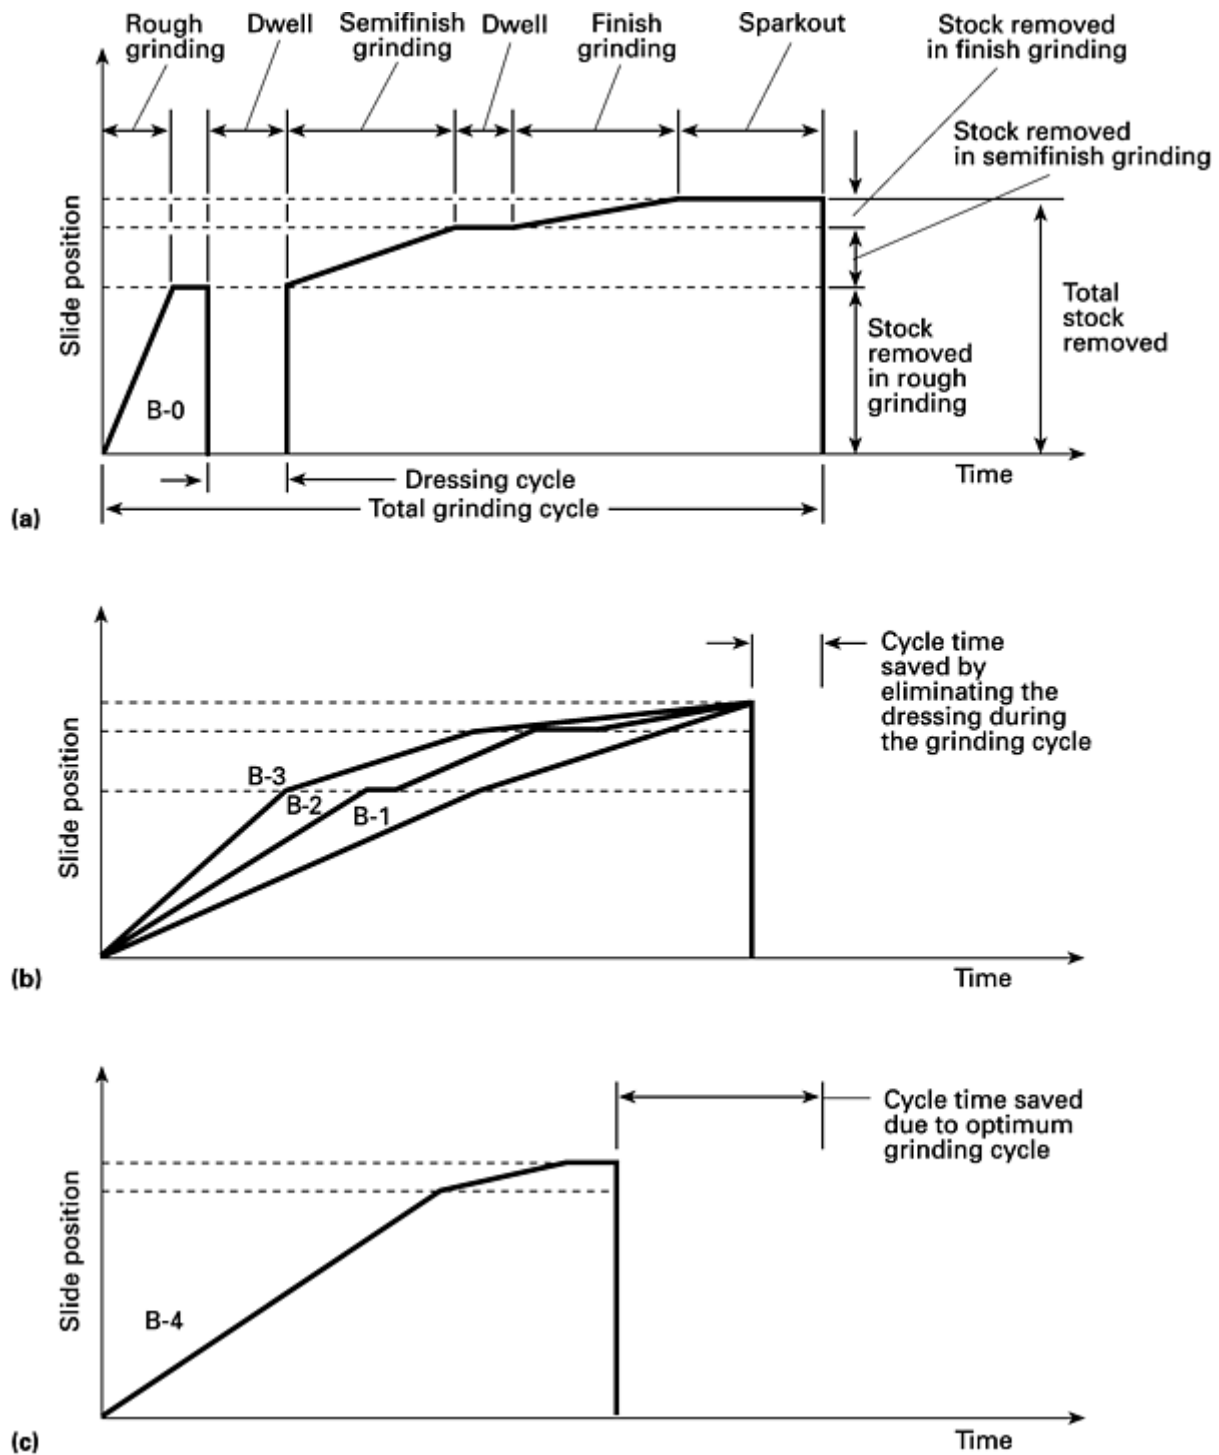 Rough
grinding
Dwell
Semifinish
grinding
Dwell
Finish
grinding
Sparkout
Stock removed
in finish grinding
Stock removed
in semifinish grinding
Slide position
B-0
Stock
removed
in rough
grinding
Total
stock
removed
Time
Dressing cycle
Total grinding cycle
(a)
Cycle time
saved by
eliminating the
dressing during
the grinding cycle
Slide position
B-3
B-2
B-1
Time
(b)
Cycle time saved
due to optimum
grinding cycle
Slide position
B-4
Time
(c)